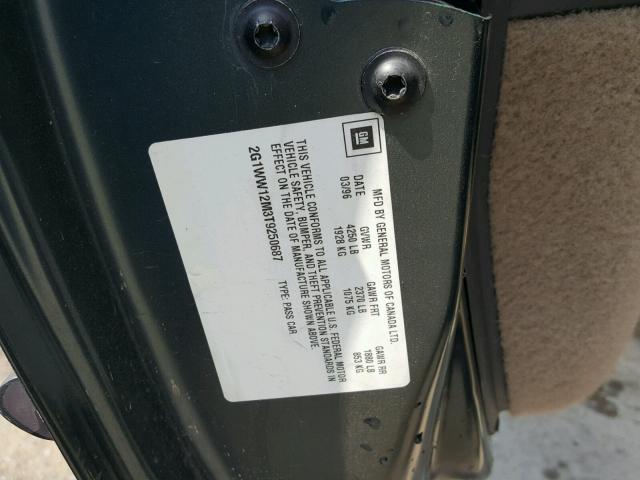 GM
MFD BY GENERAL MOTORS OF CANADA LTD.
DATE GVWR GAWR FRT GAWR RR
03/96 4250 LB 2370 LB 1880 LB
1928 KG 1075 KG 853 KG
THIS VEHICLE CONFORMS TO ALL APPLICABLE U.S. FEDERAL MOTOR
VEHICLE SAFETY, BUMPER, AND THEFT PREVENTION STANDARDS IN
EFFECT ON THE DATE OF MANUFACTURE SHOWN ABOVE.
2G1WW12M3T9250687 TYPE: PASS CAR